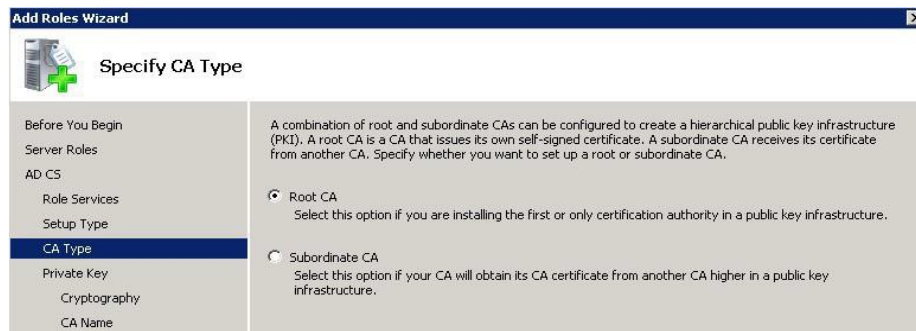 Add Roles Wizard
Specify CA Type
Before You Begin
Server Roles
AD CS
Role Services
Setup Type
CA Type
Private Key
Cryptography
CA Name
A combination of root and subordinate CAs can be configured to create a hierarchical public key infrastructure
(PKI). A root CA is a CA that issues its own self-signed certificate. A subordinate CA receives its certificate
from another CA. Specify whether you want to set up a root or subordinate CA.
Root CA
Select this option if you are installing the first or only certification authority in a public key infrastructure.
Subordinate CA
Select this option if your CA will obtain its CA certificate from another CA higher in a public key
infrastructure.